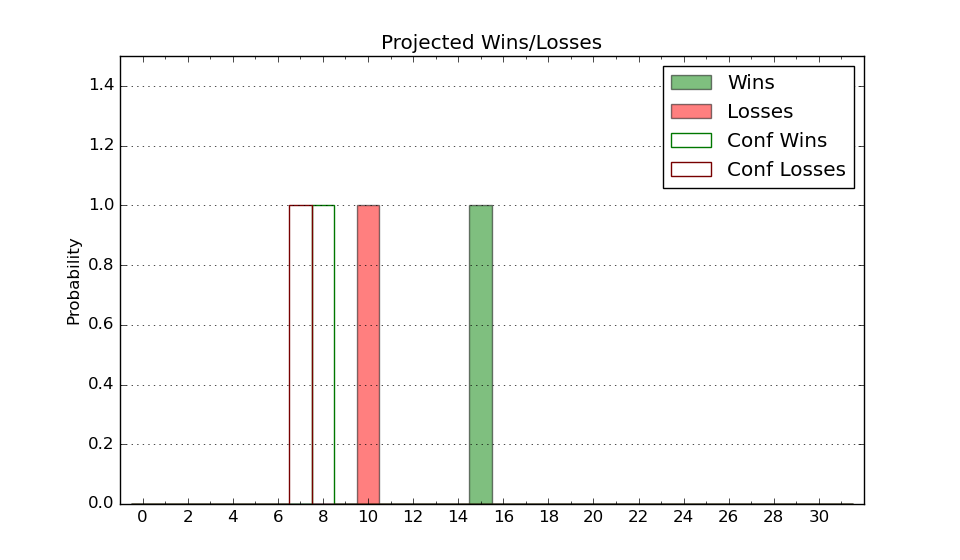 Projected Wins/Losses
1.4
1.2
1.0
0.8
0.6
0.4
0.2
0.0
Probability
Wins
Losses
Conf Wins
Conf Losses
0 2 4 6 8 10 12 14 16 18 20 22 24 26 28 30